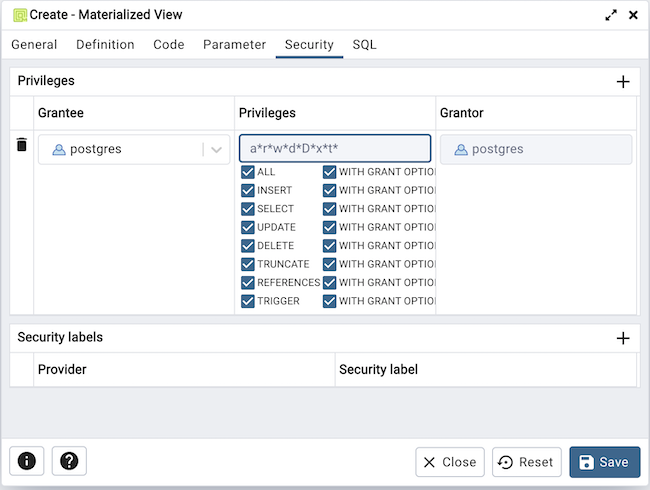 Create - Materialized View
General Definition Code Parameter Security SQL
Privileges
Grantee Privileges Grantor
postgres a*r*w*d*D*x*t* postgres
ALL WITH GRANT OPTIO
INSERT WITH GRANT OPTIO
SELECT WITH GRANT OPTIO
UPDATE WITH GRANT OPTIO
DELETE WITH GRANT OPTIO
TRUNCATE WITH GRANT OPTIO
REFERENCES WITH GRANT OPTIO
TRIGGER WITH GRANT OPTIO
Security labels
Provider Security label
Close Reset Save